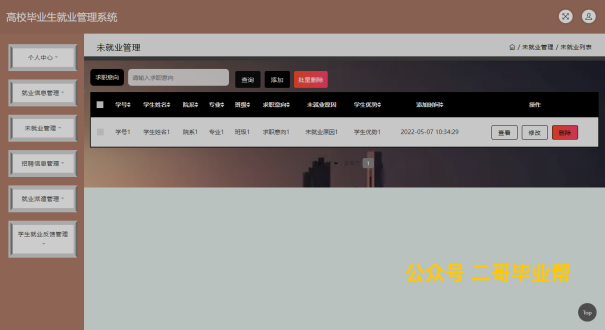 高校毕业生就业管理系统
个人中心
就业信息管理
未就业管理
招聘信息管理
就业派遣管理
学生就业反馈管理
未就业管理
/ 未就业管理 / 未就业列表
求职意向 请输入求职意向 查询 添加 批量删除
学号 学生姓名 院系 专业 班级 求职意向 未就业原因 学生优势 添加时间 操作
学号1 学生姓名1 院系1 专业1 班级1 求职意向1 未就业原因1 学生优势1 2022-05-07 10:34:29 查看 修改 删除
1
公众号 二哥毕业帮
Top